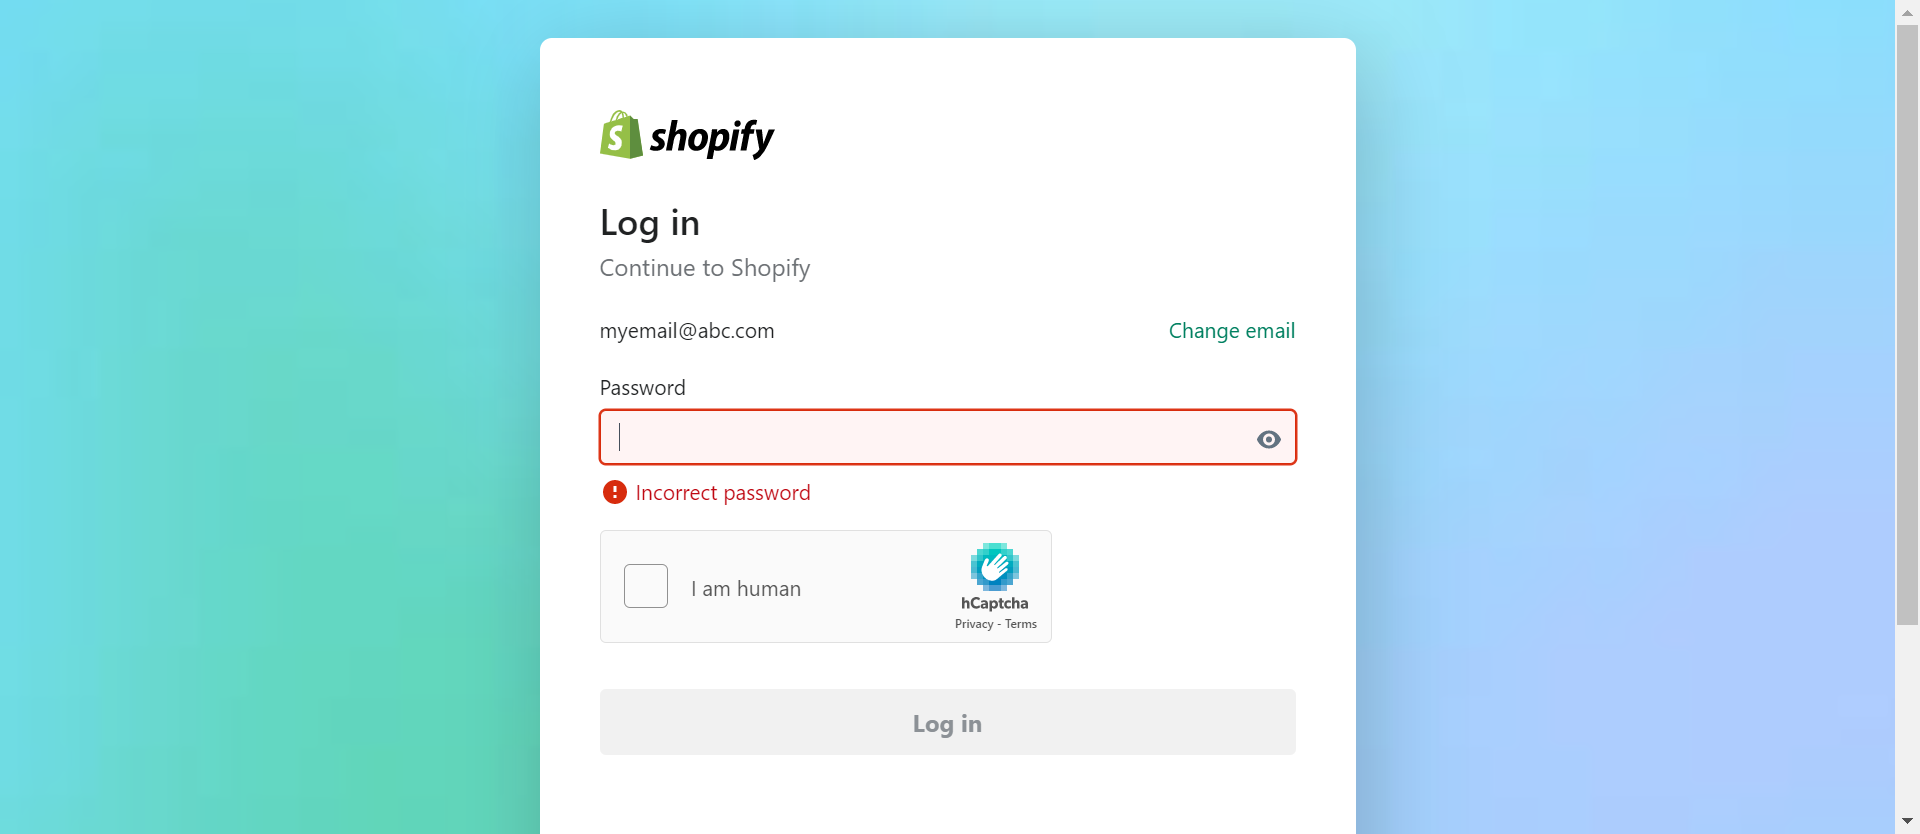 shopify
Log in
Continue to Shopify
myemail@abc.com
Change email
Password
Incorrect password
I am human
hCaptcha
Privacy - Terms
Log in